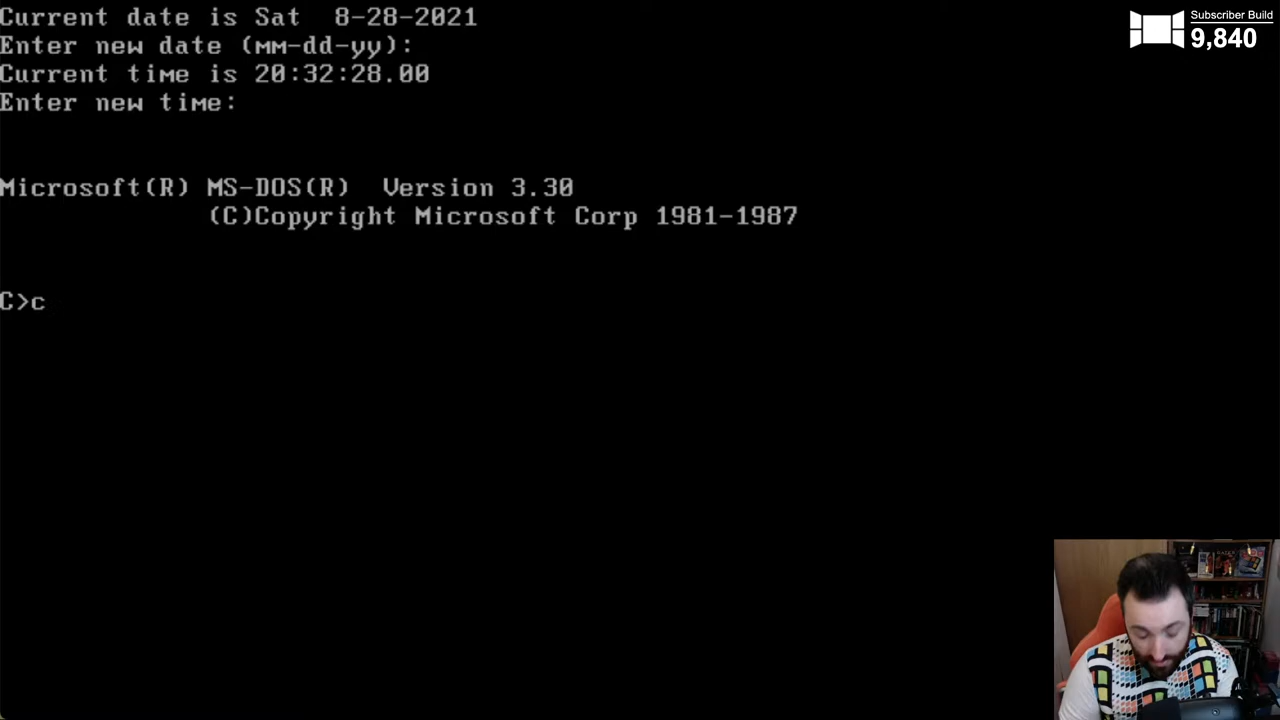 Current date is Sat  8-28-2021
Enter new date (mm-dd-yy):
Current time is 20:32:28.00
Enter new time:
Microsoft(R) MS-DOS(R)  Version 3.30
(C)Copyright Microsoft Corp 1981-1987
C>c
Subscriber Build
9,840